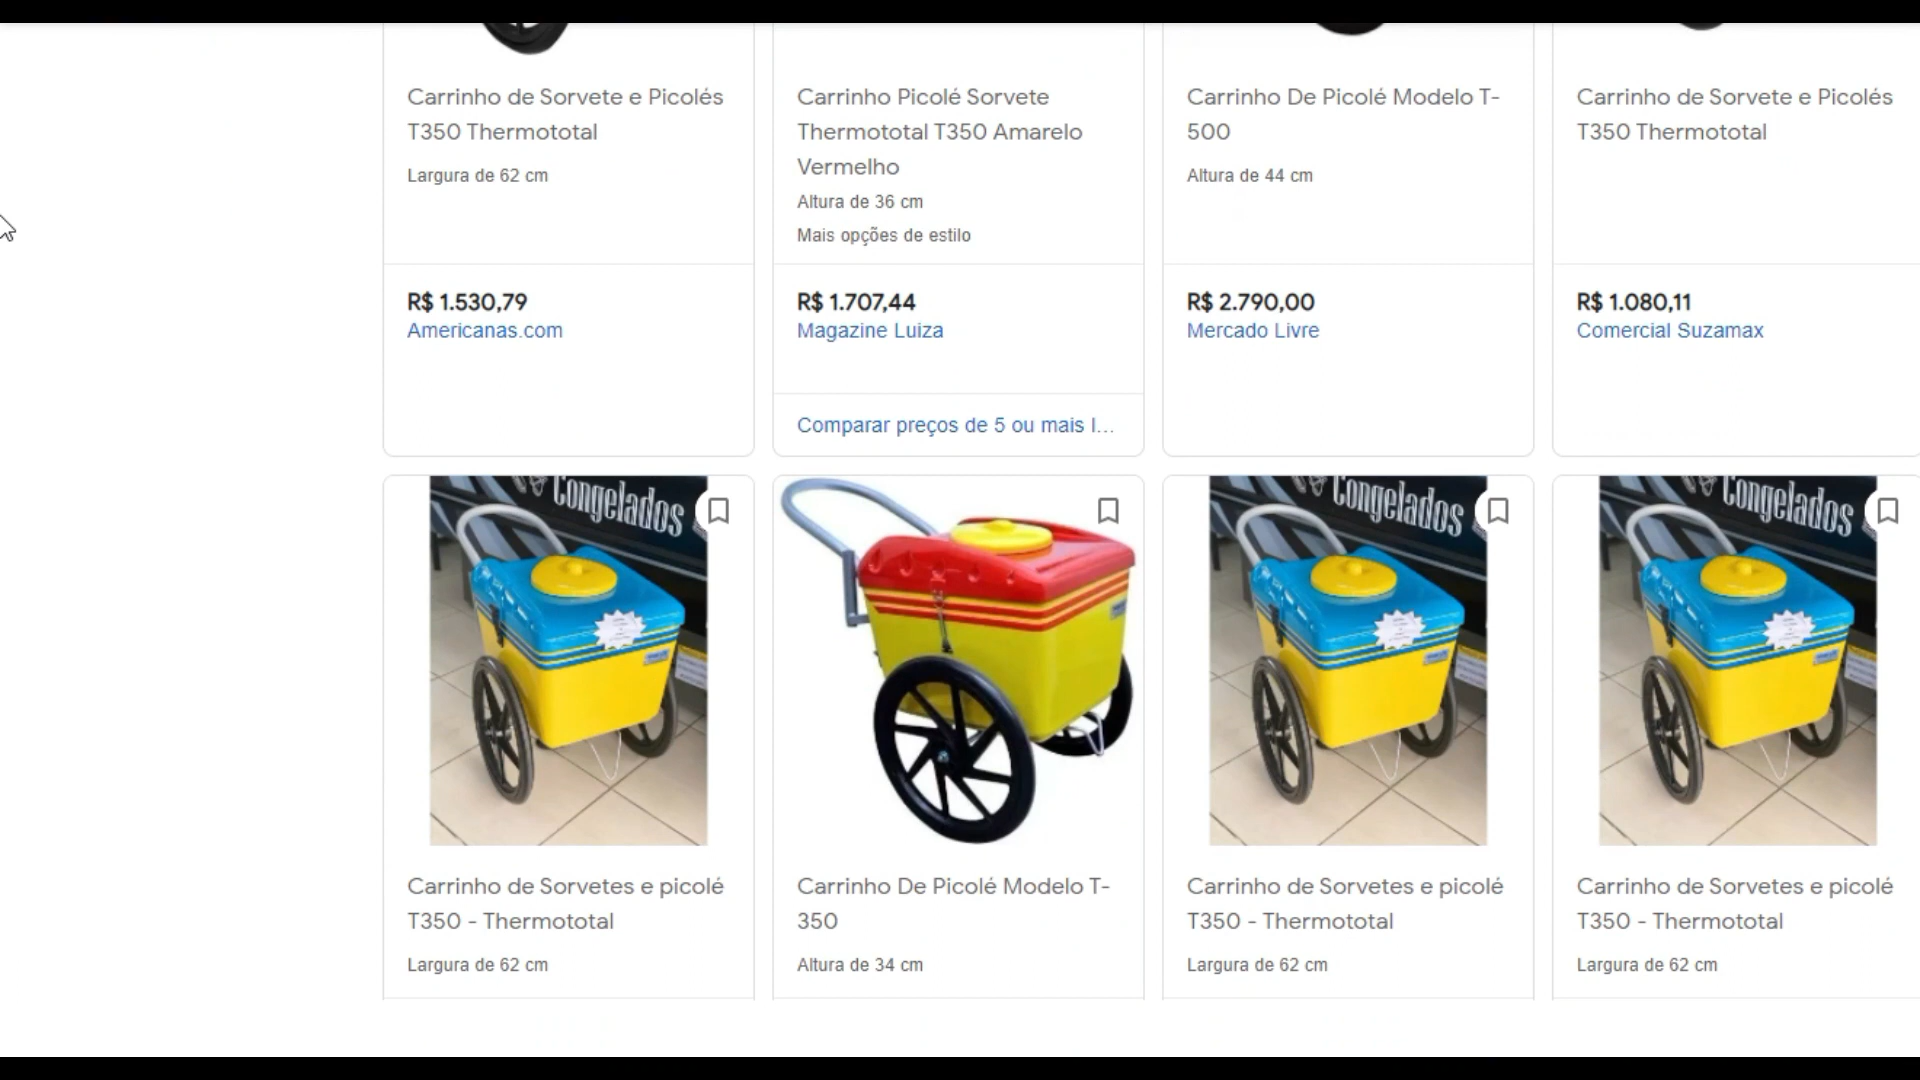 Carrinho de Sorvete e Picolés
T350 Thermototal
Largura de 62 cm
R$ 1.530,79
Americanas.com
Carrinho Picolé Sorvete
Thermototal T350 Amarelo
Vermelho
Altura de 36 cm
Mais opções de estilo
R$ 1.707,44
Magazine Luiza
Comparar preços de 5 ou mais l...
Carrinho De Picolé Modelo T-
500
Altura de 44 cm
R$ 2.790,00
Mercado Livre
Carrinho de Sorvete e Picolés
T350 Thermototal
R$ 1.080,11
Comercial Suzamax
Congelados
Carrinho de Sorvetes e picolé
T350 - Thermototal
Largura de 62 cm
Carrinho De Picolé Modelo T-
350
Altura de 34 cm
Congelados
Carrinho de Sorvetes e picolé
T350 - Thermototal
Largura de 62 cm
Congelados
Carrinho de Sorvetes e picolé
T350 - Thermototal
Largura de 62 cm